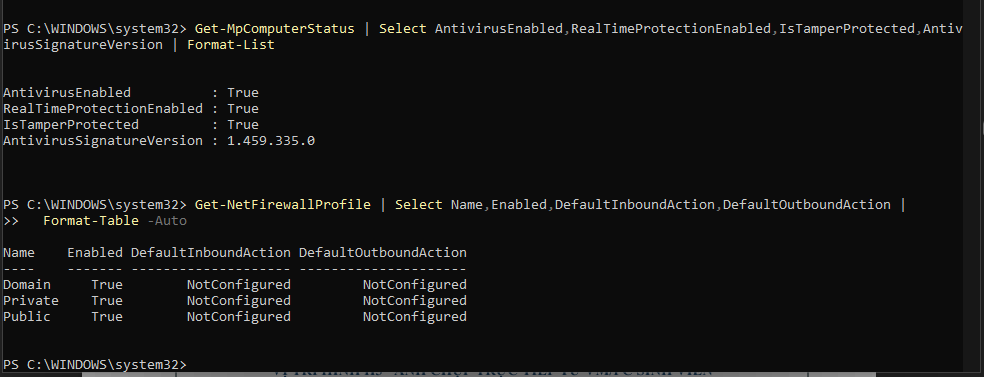 PS C:\WINDOWS\system32> Get-MpComputerStatus | Select AntivirusEnabled,RealTimeProtectionEnabled,IsTamperProtected,Antiv
irusSignatureVersion | Format-List
AntivirusEnabled          : True
RealTimeProtectionEnabled : True
IsTamperProtected         : True
AntivirusSignatureVersion : 1.459.335.0
PS C:\WINDOWS\system32> Get-NetFirewallProfile | Select Name,Enabled,DefaultInboundAction,DefaultOutboundAction |
>>   Format-Table -Auto
Name    Enabled DefaultInboundAction DefaultOutboundAction
----    ------- -------------------- ---------------------
Domain     True        NotConfigured         NotConfigured
Private    True        NotConfigured         NotConfigured
Public     True        NotConfigured         NotConfigured
PS C:\WINDOWS\system32>